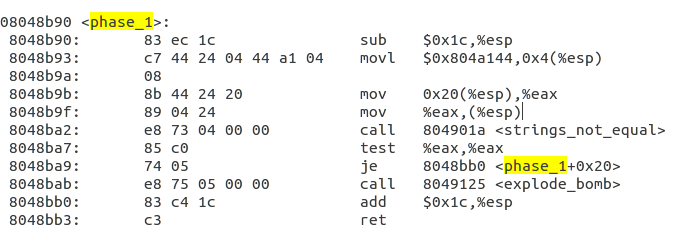 08048b90 <phase_1>:
8048b90: 83 ec 1c sub $0x1c,%esp
8048b93: c7 44 24 04 44 a1 04 movl $0x804a144,0x4(%esp)
8048b9a: 08
8048b9b: 8b 44 24 20 mov 0x20(%esp),%eax
8048b9f: 89 04 24 mov %eax,(%esp)
8048ba2: e8 73 04 00 00 call 804901a <strings_not_equal>
8048ba7: 85 c0 test %eax,%eax
8048ba9: 74 05 je 8048bb0 <phase_1+0x20>
8048bab: e8 75 05 00 00 call 8049125 <explode_bomb>
8048bb0: 83 c4 1c add $0x1c,%esp
8048bb3: c3 ret